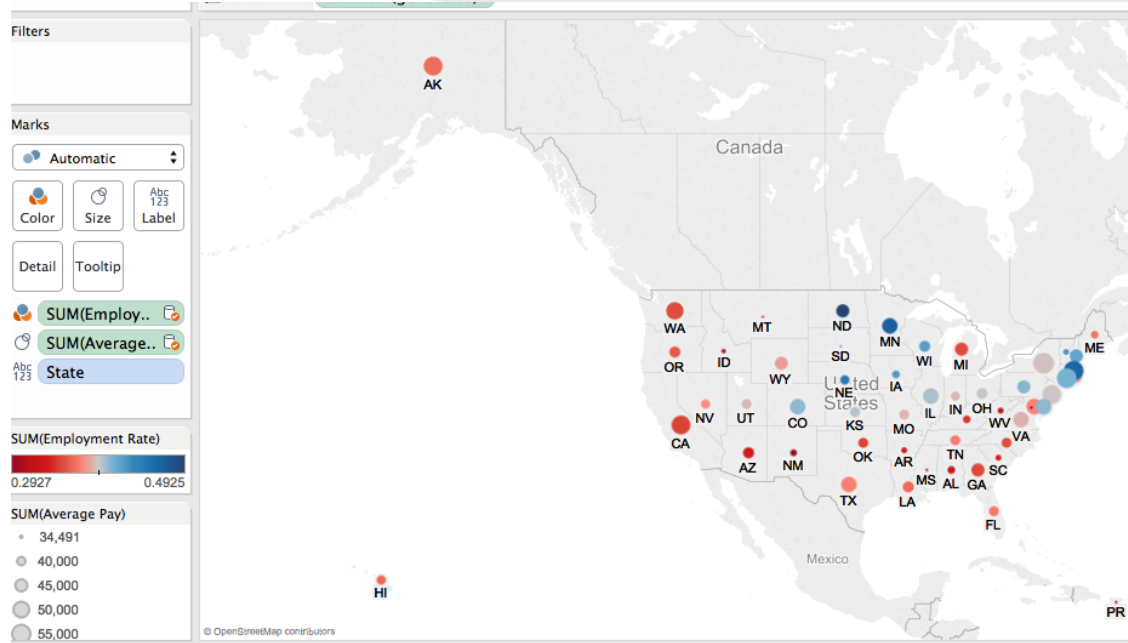 Filters
Marks
Automatic
Color
Size
Abc
123
Label
Detail
Tooltip
SUM(Employ..
SUM(Average..
Abc
123
State
SUM(Employment Rate)
0.2927 0.4925
SUM(Average Pay)
34,491
40,000
45,000
50,000
55,000
AK
Canada
WA
MT
ND
MN
ME
OR
ID
SD
WI
MI
WY
NE
IA
United
States
NV
UT
CO
KS
IL
IN
OH
WV
MO
VA
CA
AZ
NM
OK
AR
TN
SC
TX
LA
MS
AL
GA
FL
Mexico
HI
PR
© OpenStreetMap contributors